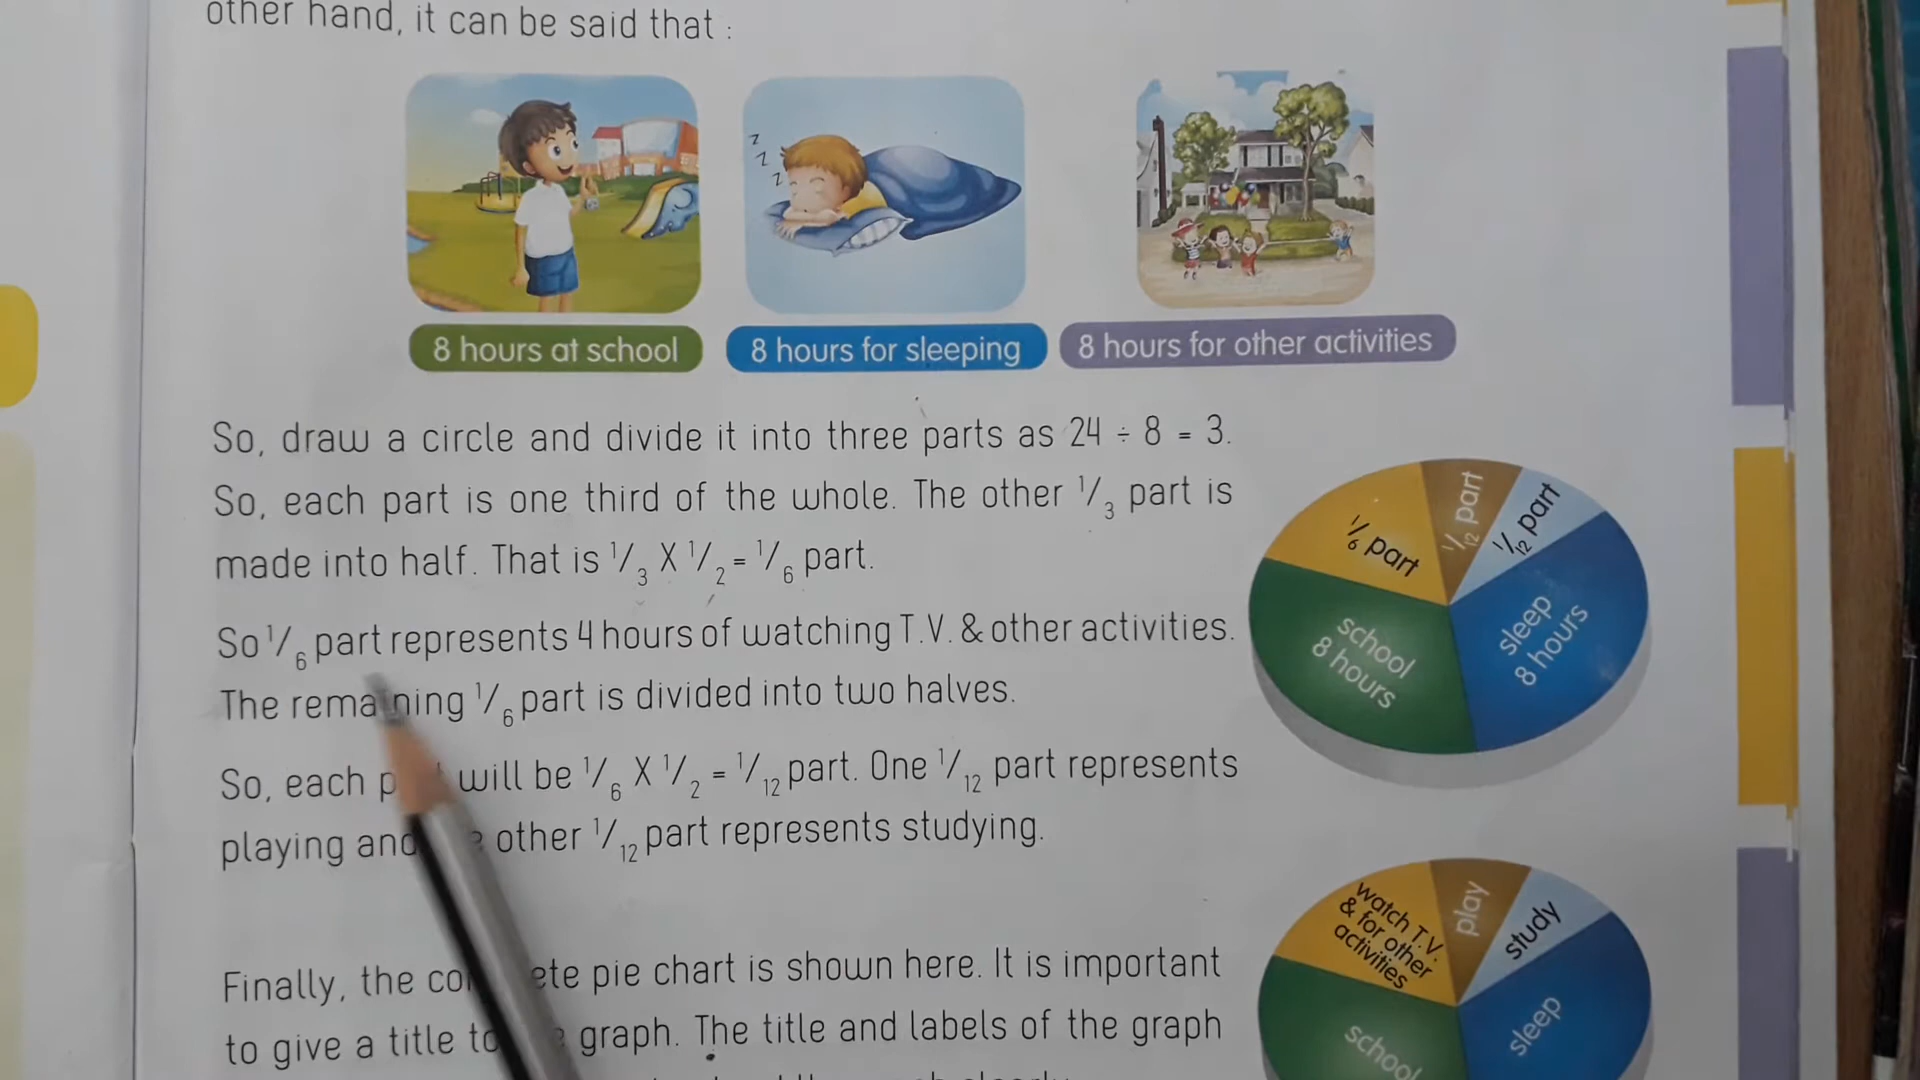 other hand, it can be said that :
z
z
z
8 hours at school
8 hours for sleeping
8 hours for other activities
So, draw a circle and divide it into three parts as 24 ÷ 8 = 3.
So, each part is one third of the whole. The other 1/3 part is
made into half. That is 1/3 X 1/2 = 1/6 part.
So 1/6 part represents 4 hours of watching T.V. & other activities.
The remaining 1/6 part is divided into two halves.
So, each will be 1/6 X 1/2 = 1/12 part. One 1/12 part represents
playing and other 1/12 part represents studying.
Finally, the pie chart is shown here. It is important
to give a title to graph. The title and labels of the graph
1/6 part
1/12 part
1/12 part
school
8 hours
sleep
8 hours
watch T.V.
& for other
activities
play
study
school
sleep